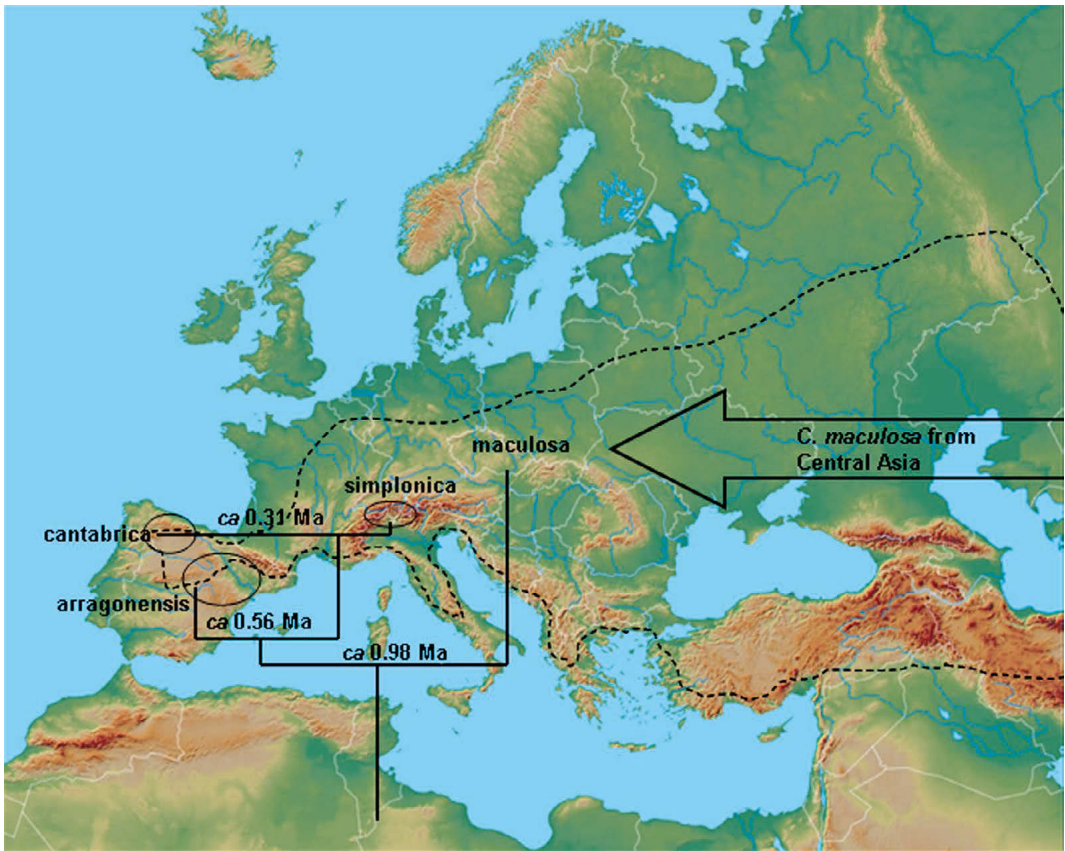 maculosa
C. maculosa from
Central Asia
simplonica
ca 0.31 Ma
cantabrica
arragonensis
ca 0.56 Ma
ca 0.98 Ma